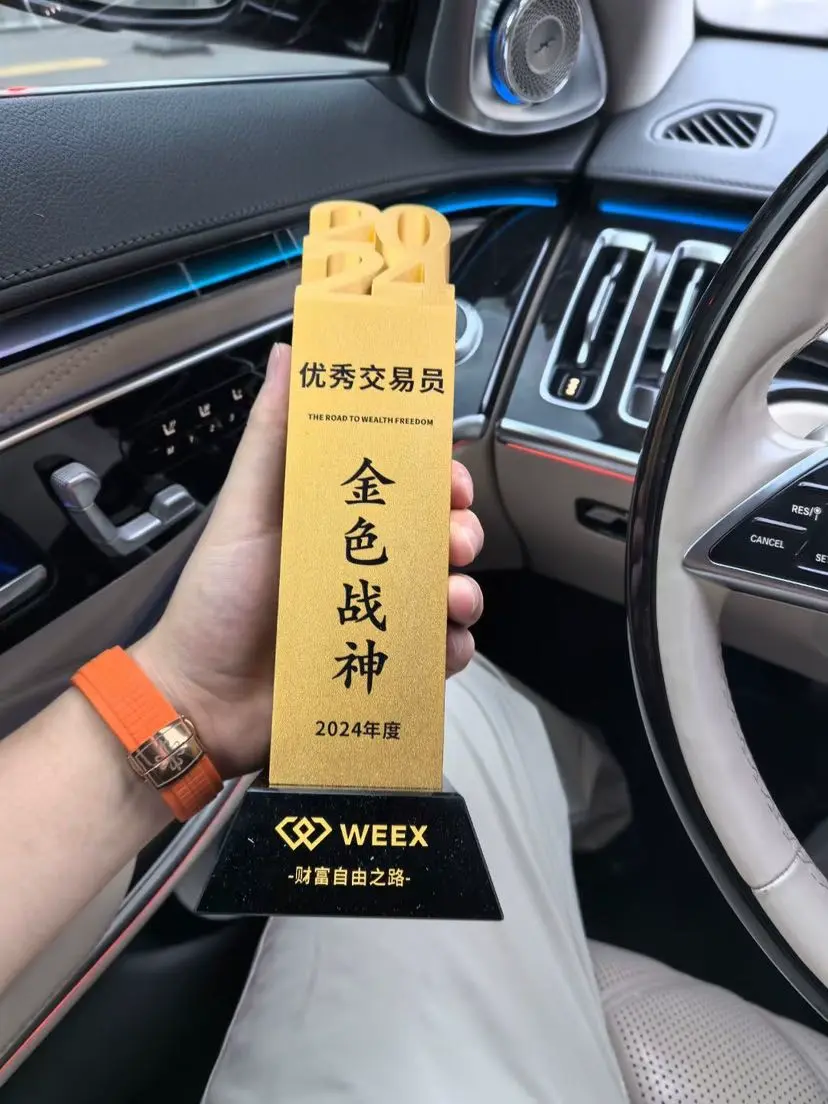 2024
优秀交易员
THE ROAD TO WEALTH FREEDOM
金色战神
2024年度
WEEX
-财富自由之路-
RES/
CANCEL